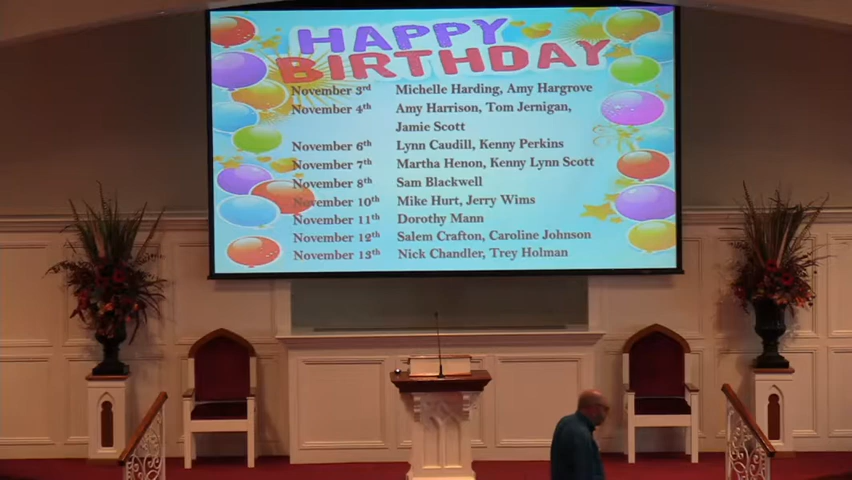 HAPPY
BIRTHDAY
November 3rd Michelle Harding, Amy Hargrove
November 4th Amy Harrison, Tom Jernigan,
Jamie Scott
November 6th Lynn Caudill, Kenny Perkins
November 7th Martha Henon, Kenny Lynn Scott
November 8th Sam Blackwell
November 10th Mike Hurt, Jerry Wims
November 11th Dorothy Mann
November 12th Salem Crafton, Caroline Johnson
November 13th Nick Chandler, Trey Holman